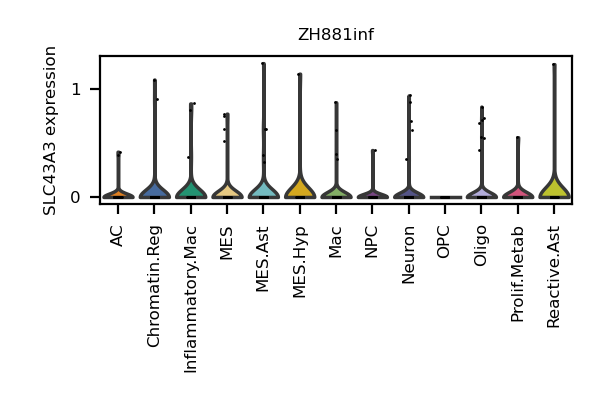 ZH881inf
SLC43A3 expression
1
0
AC
Chromatin.Reg
Inflammatory.Mac
MES
MES.Ast
MES.Hyp
Mac
NPC
Neuron
OPC
Oligo
Prolif.Metab
Reactive.Ast